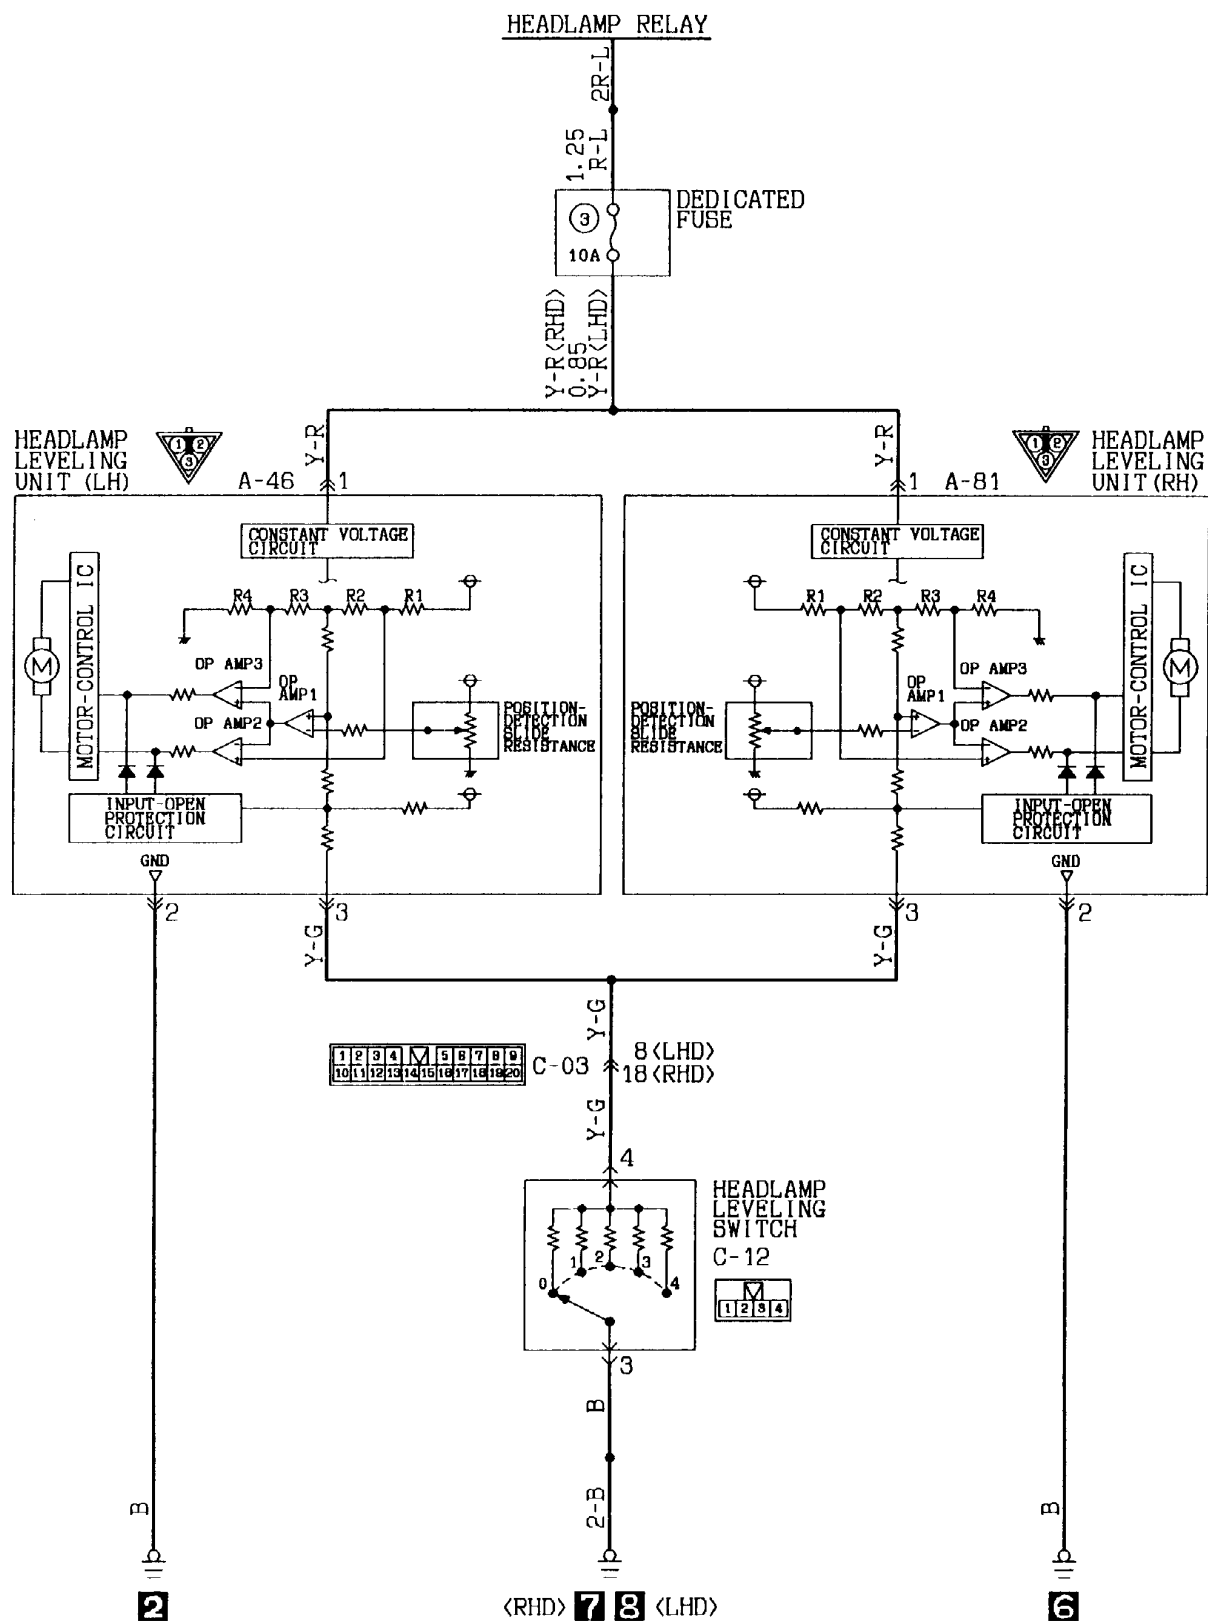 HEADLAMP RELAY
2R-L
1.25
R-L
DEDICATED
FUSE
3
10A
Y-R<RHD>
0.85
Y-R<LHD>
HEADLAMP
LEVELING
UNIT (LH)
1 2
3
Y-R
A-46
1
Y-R
1
A-81
1 2
3
HEADLAMP
LEVELING
UNIT(RH)
CONSTANT VOLTAGE
CIRCUIT
MOTOR-CONTROL IC
M
R4
R3
R2
R1
OP AMP3
OP
AMP1
OP AMP2
POSITION-
DETECTION
SLIDE
RESISTANCE
INPUT-OPEN
PROTECTION
CIRCUIT
GND
CONSTANT VOLTAGE
CIRCUIT
MOTOR-CONTROL IC
M
R1
R2
R3
R4
OP AMP3
OP
AMP1
OP AMP2
POSITION-
DETECTION
SLIDE
RESISTANCE
INPUT-OPEN
PROTECTION
CIRCUIT
GND
2
3
3
2
Y-G
Y-G
Y-G
1 2 3 4 5 6 7 8 9
10 11 12 13 14 15 16 17 18 19 20
C-03
8<LHD>
18<RHD>
Y-G
4
HEADLAMP
LEVELING
SWITCH
C-12
0
1
2
3
4
1 2 3 4
3
B
2-B
B
B
2
<RHD> 7 8 <LHD>
6